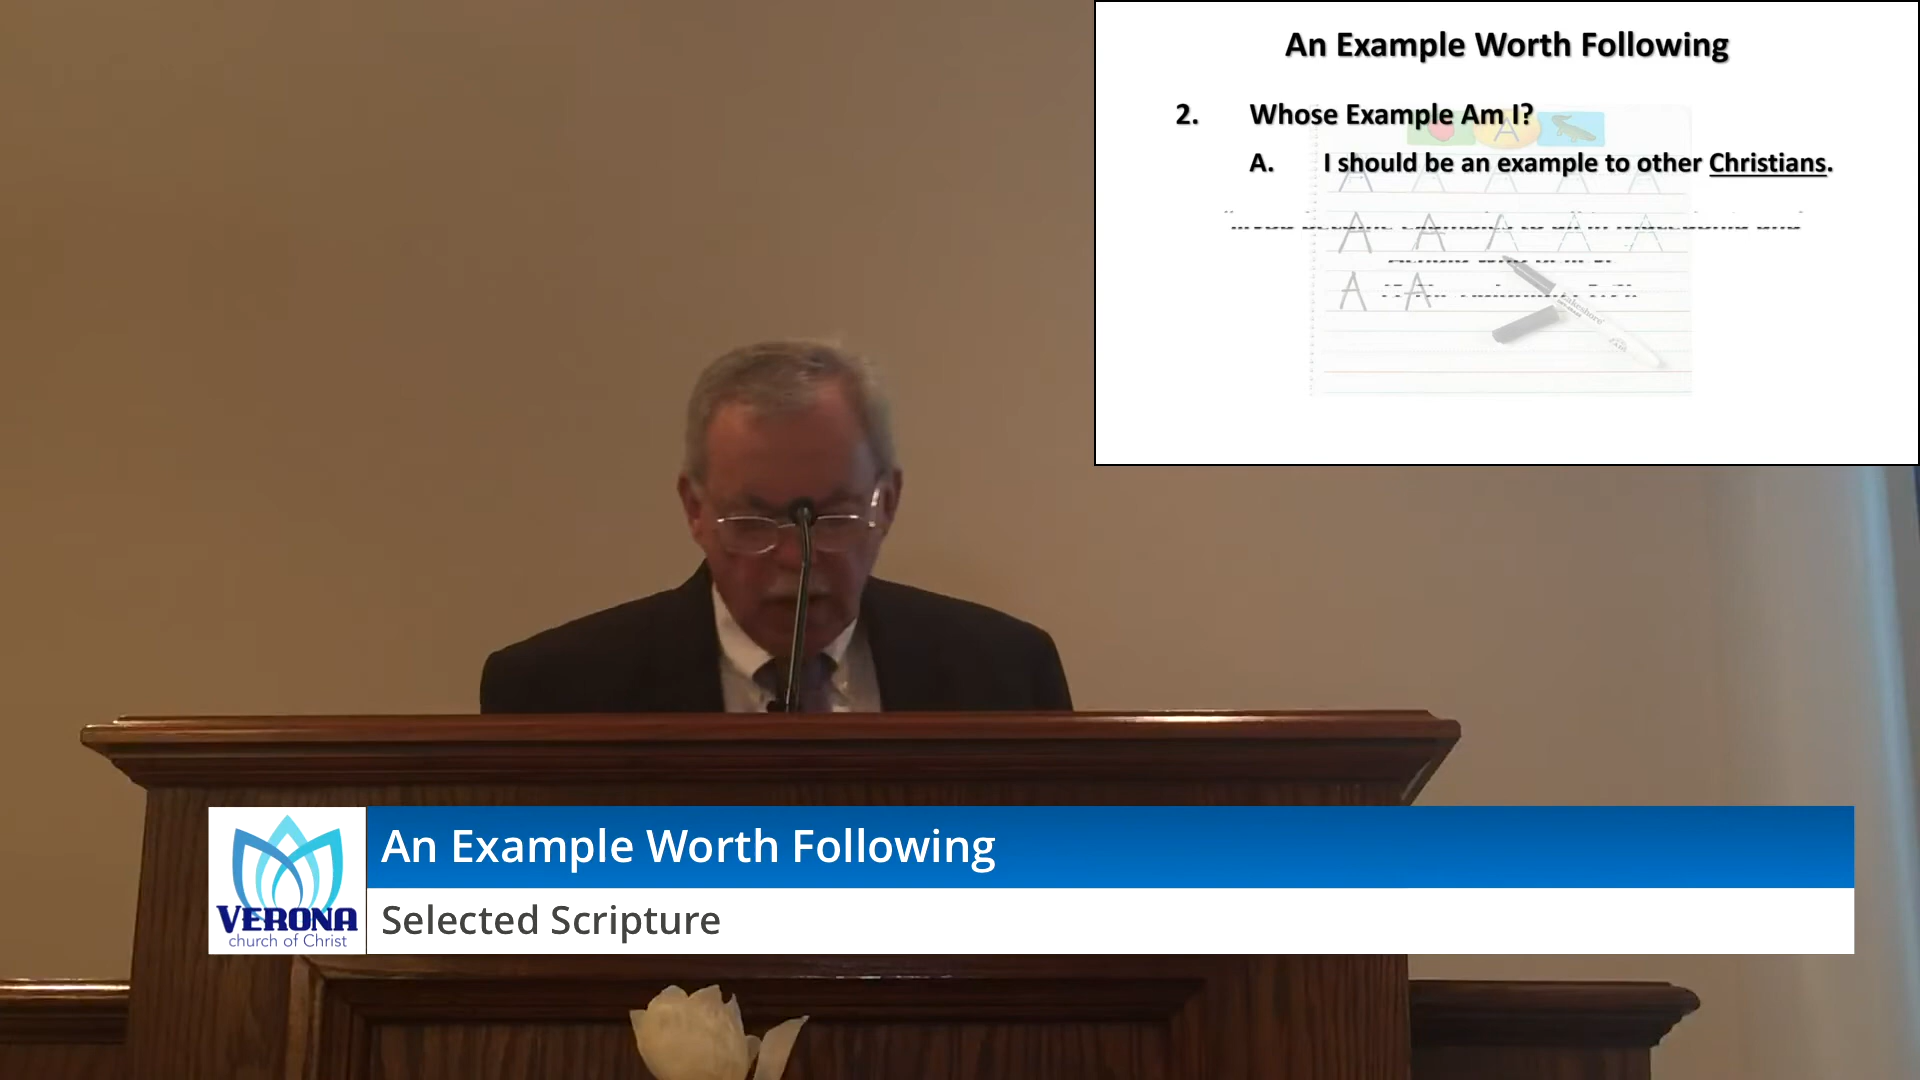 An Example Worth Following
2. Whose Example Am I?
A. I should be an example to other Christians.
A A A A A
A A A A A
A A
Lakeshore
An Example Worth Following
Selected Scripture
VERONA
church of Christ